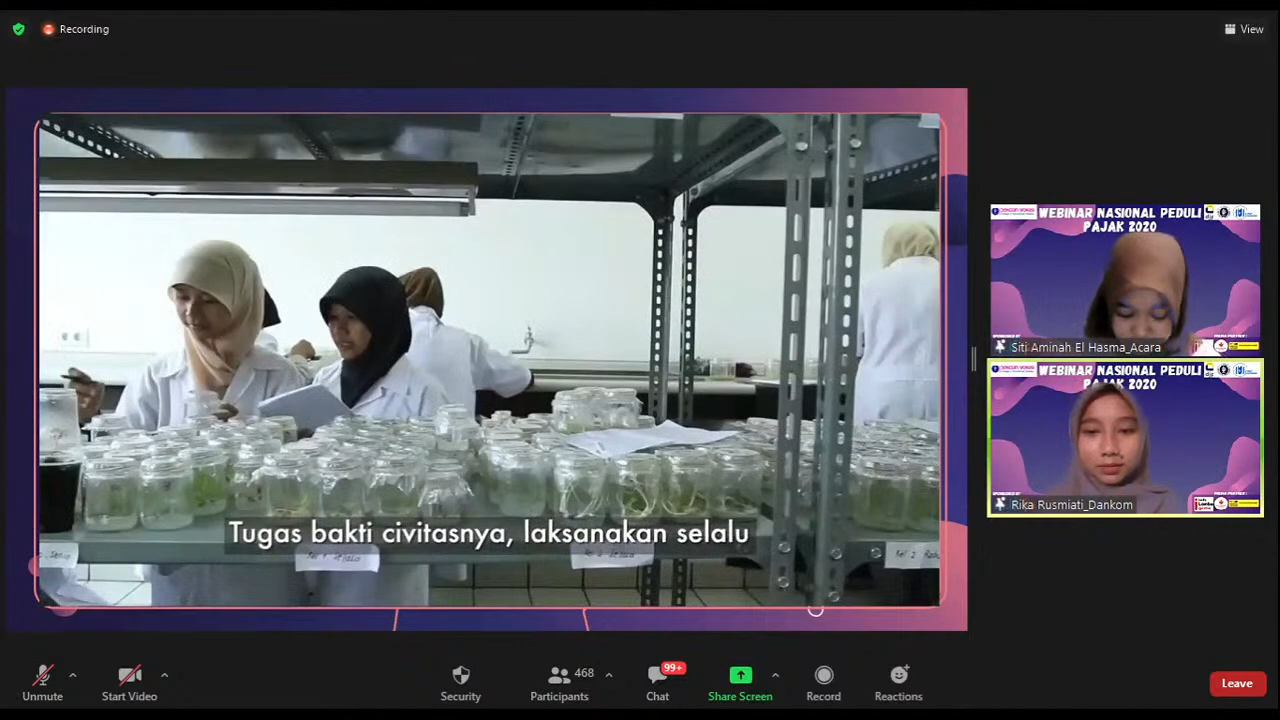 Recording
View
WEBINAR NASIONAL PEDULI
PAJAK 2020
Siti Aminah El Hasma_Acara
WEBINAR NASIONAL PEDULI
PAJAK 2020
Rika Rusmiati_Dankom
Tugas bakti civitasnya, laksanakan selalu
Unmute
Start Video
Security
468
Participants
99+
Chat
Share Screen
Record
Reactions
Leave